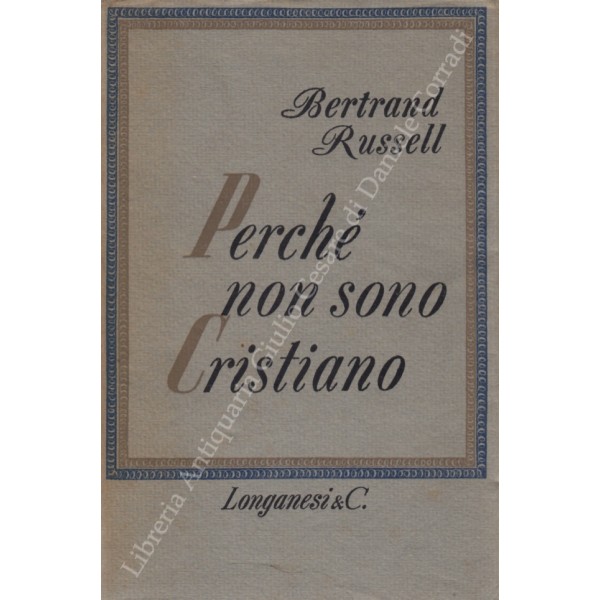 Bertrand
Russell
Perché
non sono
Cristiano
Longanesi & C.
Libreria Antiquaria Giulio Cesare di Daniele Corradi